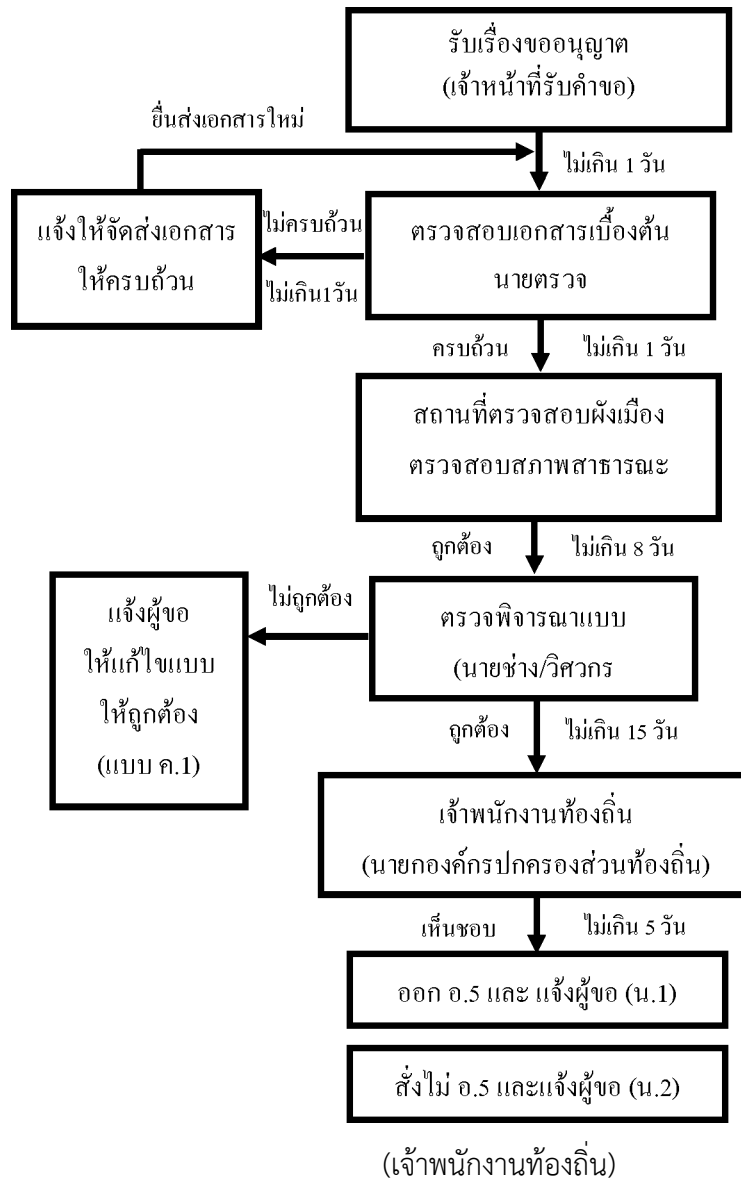 รับเรื่องขออนุญาต
(เจ้าหน้าที่รับคำขอ)
ยื่นส่งเอกสารใหม่
ไม่เกิน 1 วัน
แจ้งให้จัดส่งเอกสาร
ให้ครบถ้วน
ไม่ครบถ้วน
ไม่เกิน1วัน
ตรวจสอบเอกสารเบื้องต้น
นายตรวจ
ครบถ้วน ไม่เกิน 1 วัน
สถานที่ตรวจสอบผังเมือง
ตรวจสอบสภาพสาธารณะ
ถูกต้อง ไม่เกิน 8 วัน
แจ้งผู้ขอ
ให้แก้ไขแบบ
ให้ถูกต้อง
(แบบ ค.1)
ไม่ถูกต้อง
ตรวจพิจารณาแบบ
(นายช่าง/วิศวกร
ถูกต้อง ไม่เกิน 15 วัน
เจ้าพนักงานท้องถิ่น
(นายกองค์กรปกครองส่วนท้องถิ่น)
เห็นชอบ ไม่เกิน 5 วัน
ออก อ.5 และ แจ้งผู้ขอ (น.1)
สั่งไม่ อ.5 และแจ้งผู้ขอ (น.2)
(เจ้าพนักงานท้องถิ่น)